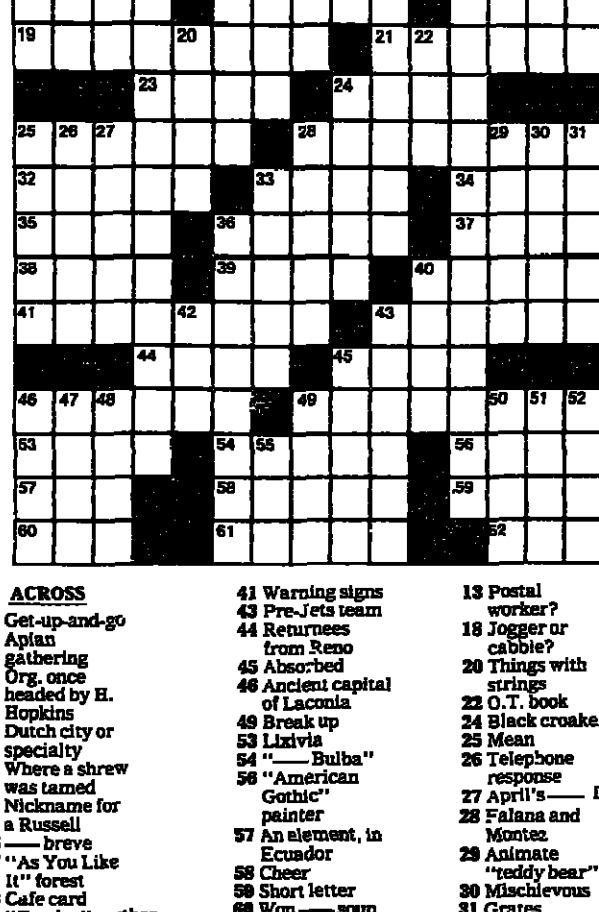 19 20 21 22
23 24
25 26 27 28 29 30 31
32 33 34
35 36 37
38 39 40
41 42 43
44 45
46 47 48 49 50 51 52
53 54 55 56
57 58 59
60 61 62
ACROSS
Get-up-and-go
Apian
gathering
Org. once
headed by H.
Hopkins
Dutch city or
specialty
Where a shrew
was tamed
Nickname for
a Russell
— breve
"As You Like
It" forest
Cafe card
41 Warning signs
43 Pre-Jets team
44 Returnees
from Reno
45 Absorbed
46 Ancient capital
of Laconia
49 Break up
53 Lixivia
54 "— Bulba"
56 "American
Gothic"
painter
57 An element, in
Ecuador
58 Cheer
59 Short letter
60 Won — soup
13 Postal
worker?
18 Jogger or
cabbie?
20 Things with
strings
22 O.T. book
24 Black croake
25 Mean
26 Telephone
response
27 April's —
28 Falana and
Montez
29 Animate
"teddy bear"
30 Mischievous
31 Grates